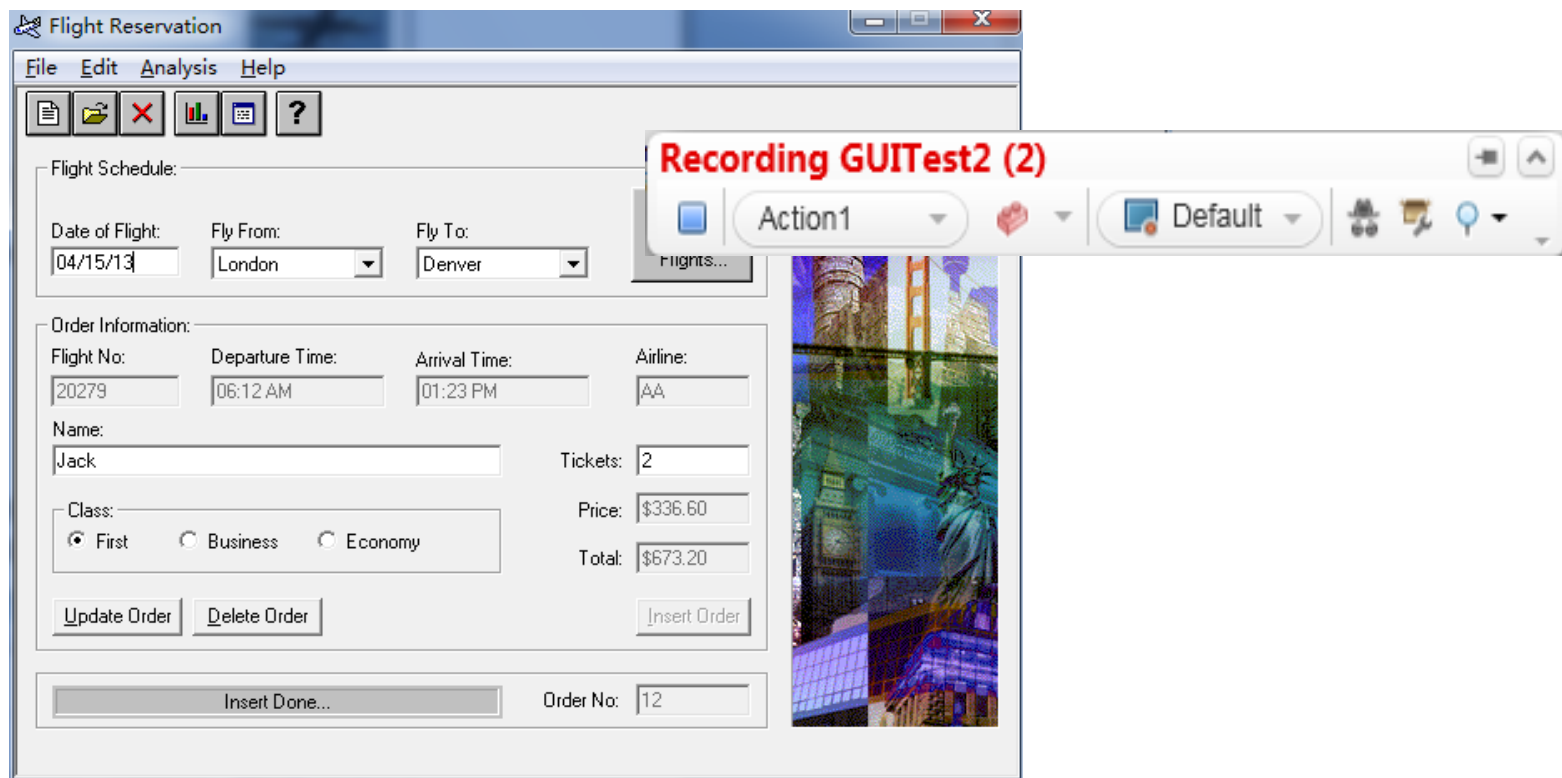 Flight Reservation
File Edit Analysis Help
Recording GUITest2 (2)
Action1 Default
Flight Schedule:
Date of Flight: Fly From: Fly To:
04/15/13 London Denver Flights...
Order Information:
Flight No: Departure Time: Arrival Time: Airline:
20279 06:12 AM 01:23 PM AA
Name:
Jack Tickets: 2
Class: Price: $336.60
First Business Economy
Total: $673.20
Update Order Delete Order Insert Order
Insert Done... Order No: 12